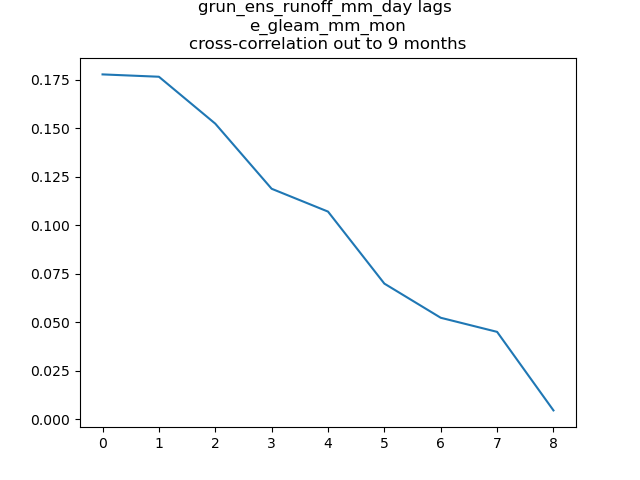 grun_ens_runoff_mm_day lags
e_gleam_mm_mon
cross-correlation out to 9 months
0.175
0.150
0.125
0.100
0.075
0.050
0.025
0.000
0 1 2 3 4 5 6 7 8